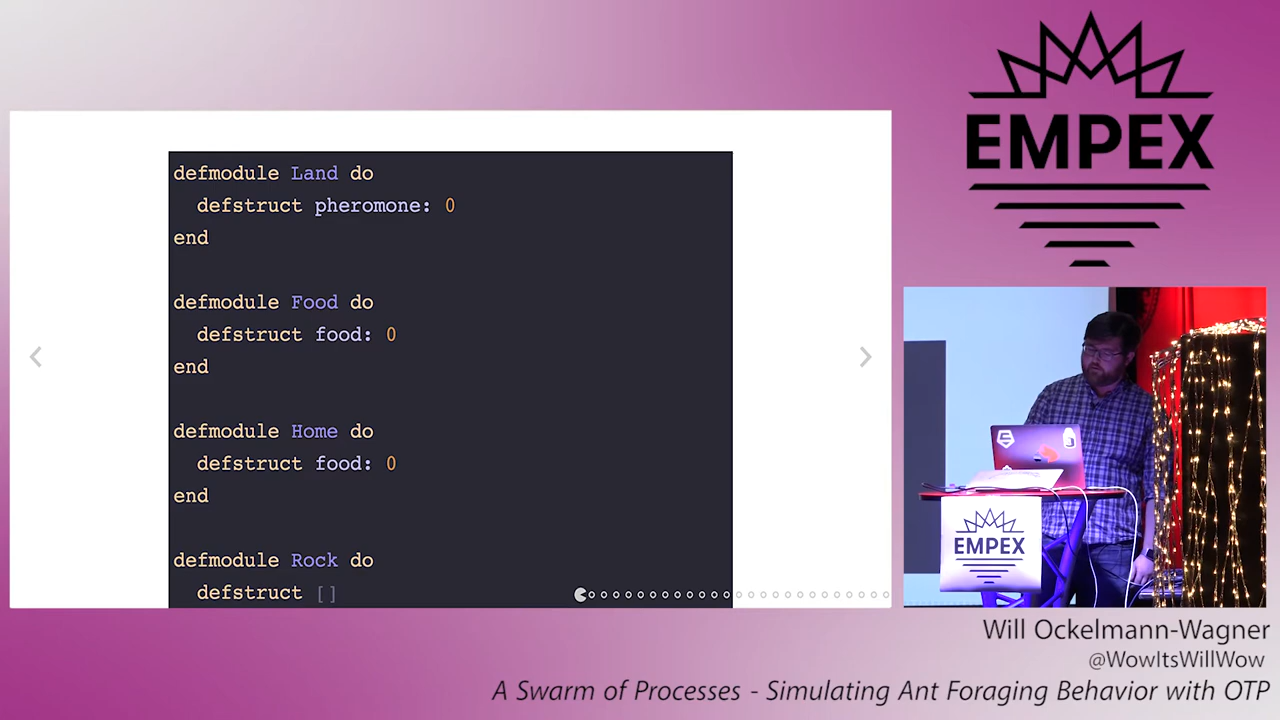 defmodule Land do
defstruct pheromone: 0
end
defmodule Food do
defstruct food: 0
end
defmodule Home do
defstruct food: 0
end
defmodule Rock do
defstruct []
EMPEX
EMPEX
Will Ockelmann-Wagner
@WowItsWillWow
A Swarm of Processes - Simulating Ant Foraging Behavior with OTP